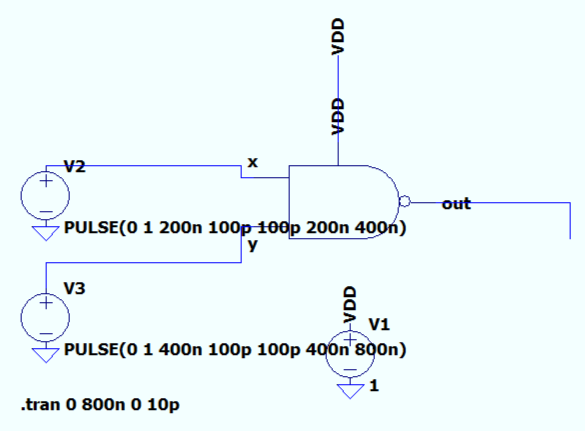 VDD
VDD
V2
x
PULSE(0 1 200n 100p 100p 200n 400n)
out
y
V3
VDD
V1
PULSE(0 1 400n 100p 100p 400n 800n)
1
.tran 0 800n 0 10p